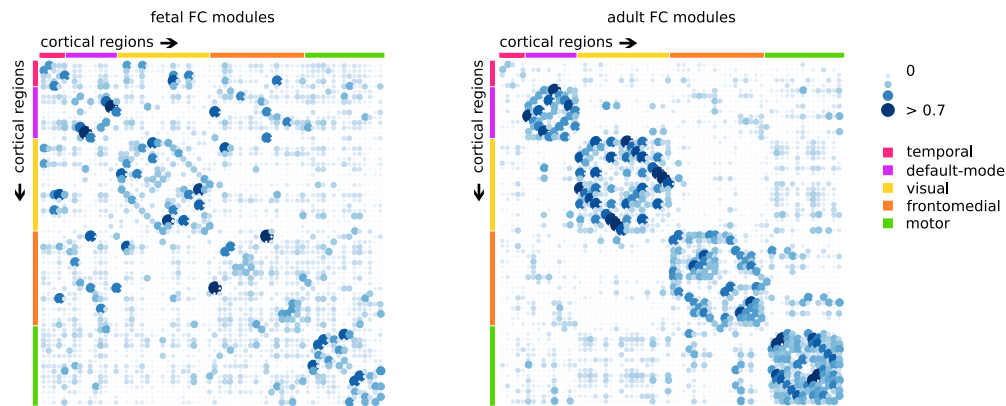 fetal FC modules
adult FC modules
cortical regions
cortical regions
cortical regions
cortical regions
0
> 0.7
temporal
default-mode
visual
frontomedial
motor